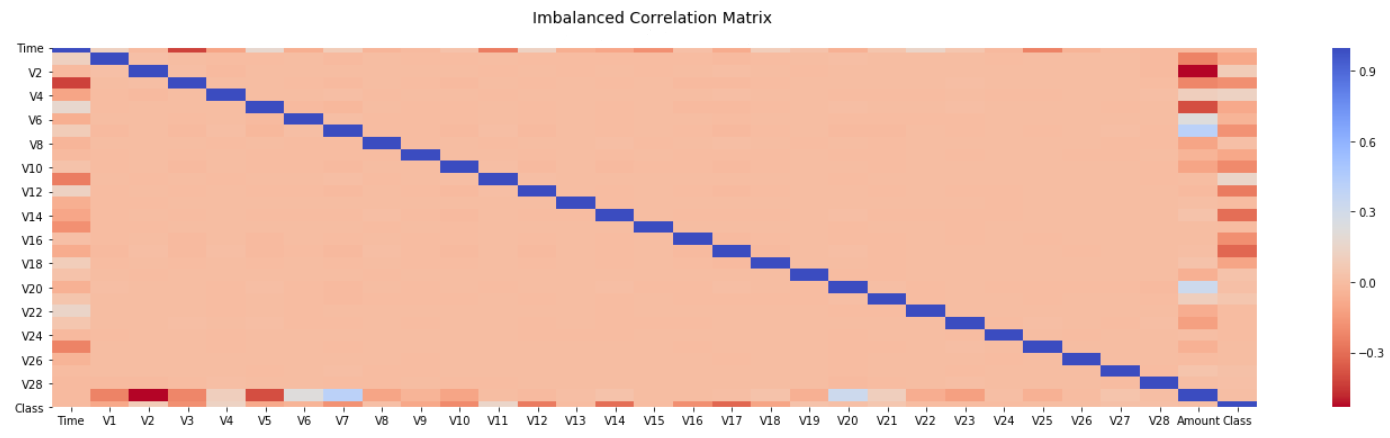 Imbalanced Correlation Matrix
Time
V2
V4
V6
V8
V10
V12
V14
V16
V18
V20
V22
V24
V26
V28
Class
Time V1 V2 V3 V4 V5 V6 V7 V8 V9 V10 V11 V12 V13 V14 V15 V16 V17 V18 V19 V20 V21 V22 V23 V24 V25 V26 V27 V28 Amount Class
0.9
0.6
0.3
0.0
−0.3